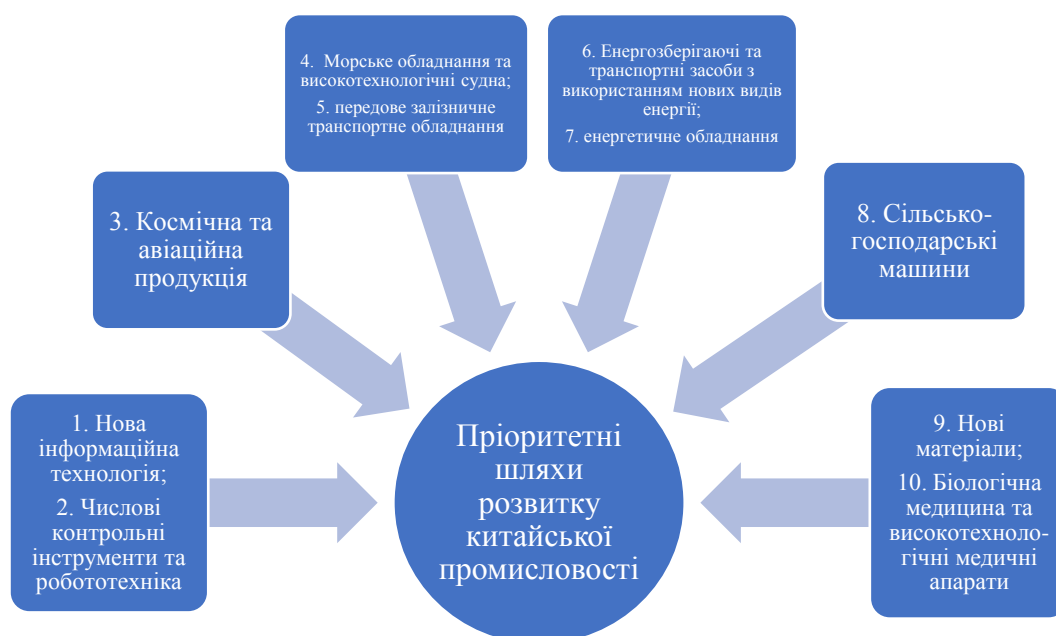 1. Нова
інформаційна
технологія;
2. Числові
контрольні
інструменти та
робототехніка
3. Космічна та
авіаційна
продукція
4. Морське обладнання та
високотехнологічні судна;
5. передове залізничне
транспортне обладнання
6. Енергозберігаючі та
транспортні засоби з
використанням нових видів
енергії;
7. енергетичне обладнання
8. Сільсько-
господарські
машини
9. Нові
матеріали;
10. Біологічна
медицина та
високотехноло-
гічні медичні
апарати
Пріоритетні
шляхи
розвитку
китайської
промисловості